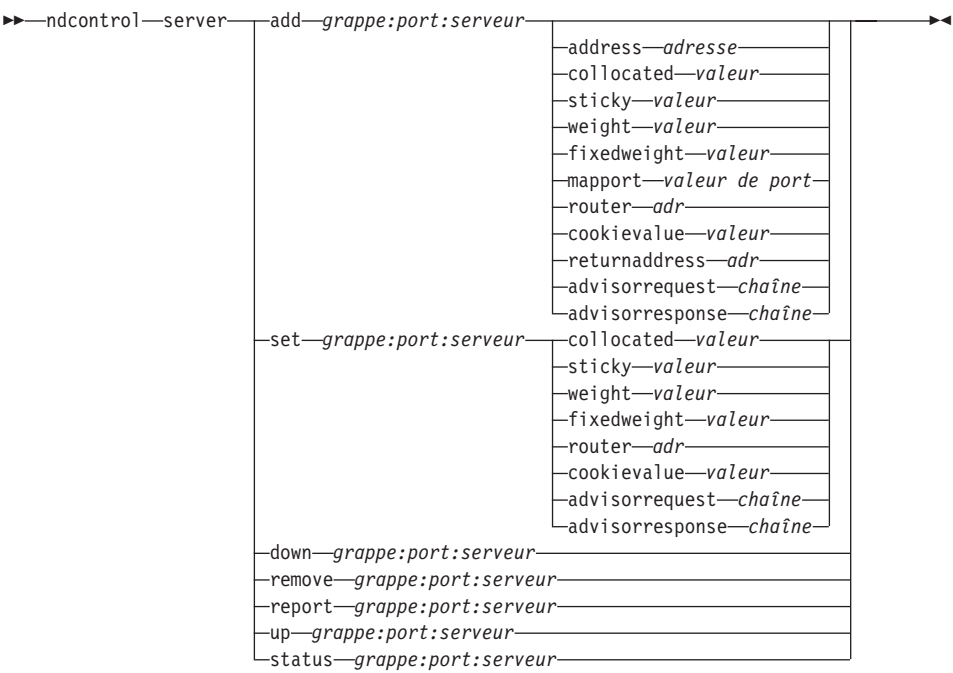 ndcontrol server add grappe:port:serveur
address adresse
collocated valeur
sticky valeur
weight valeur
fixedweight valeur
mapport valeur de port
router adr
cookievalue valeur
returnaddress adr
advisorrequest chaîne
advisorresponse chaîne
set grappe:port:serveur collocated valeur
sticky valeur
weight valeur
fixedweight valeur
router adr
cookievalue valeur
advisorrequest chaîne
advisorresponse chaîne
down grappe:port:serveur
remove grappe:port:serveur
report grappe:port:serveur
up grappe:port:serveur
status grappe:port:serveur